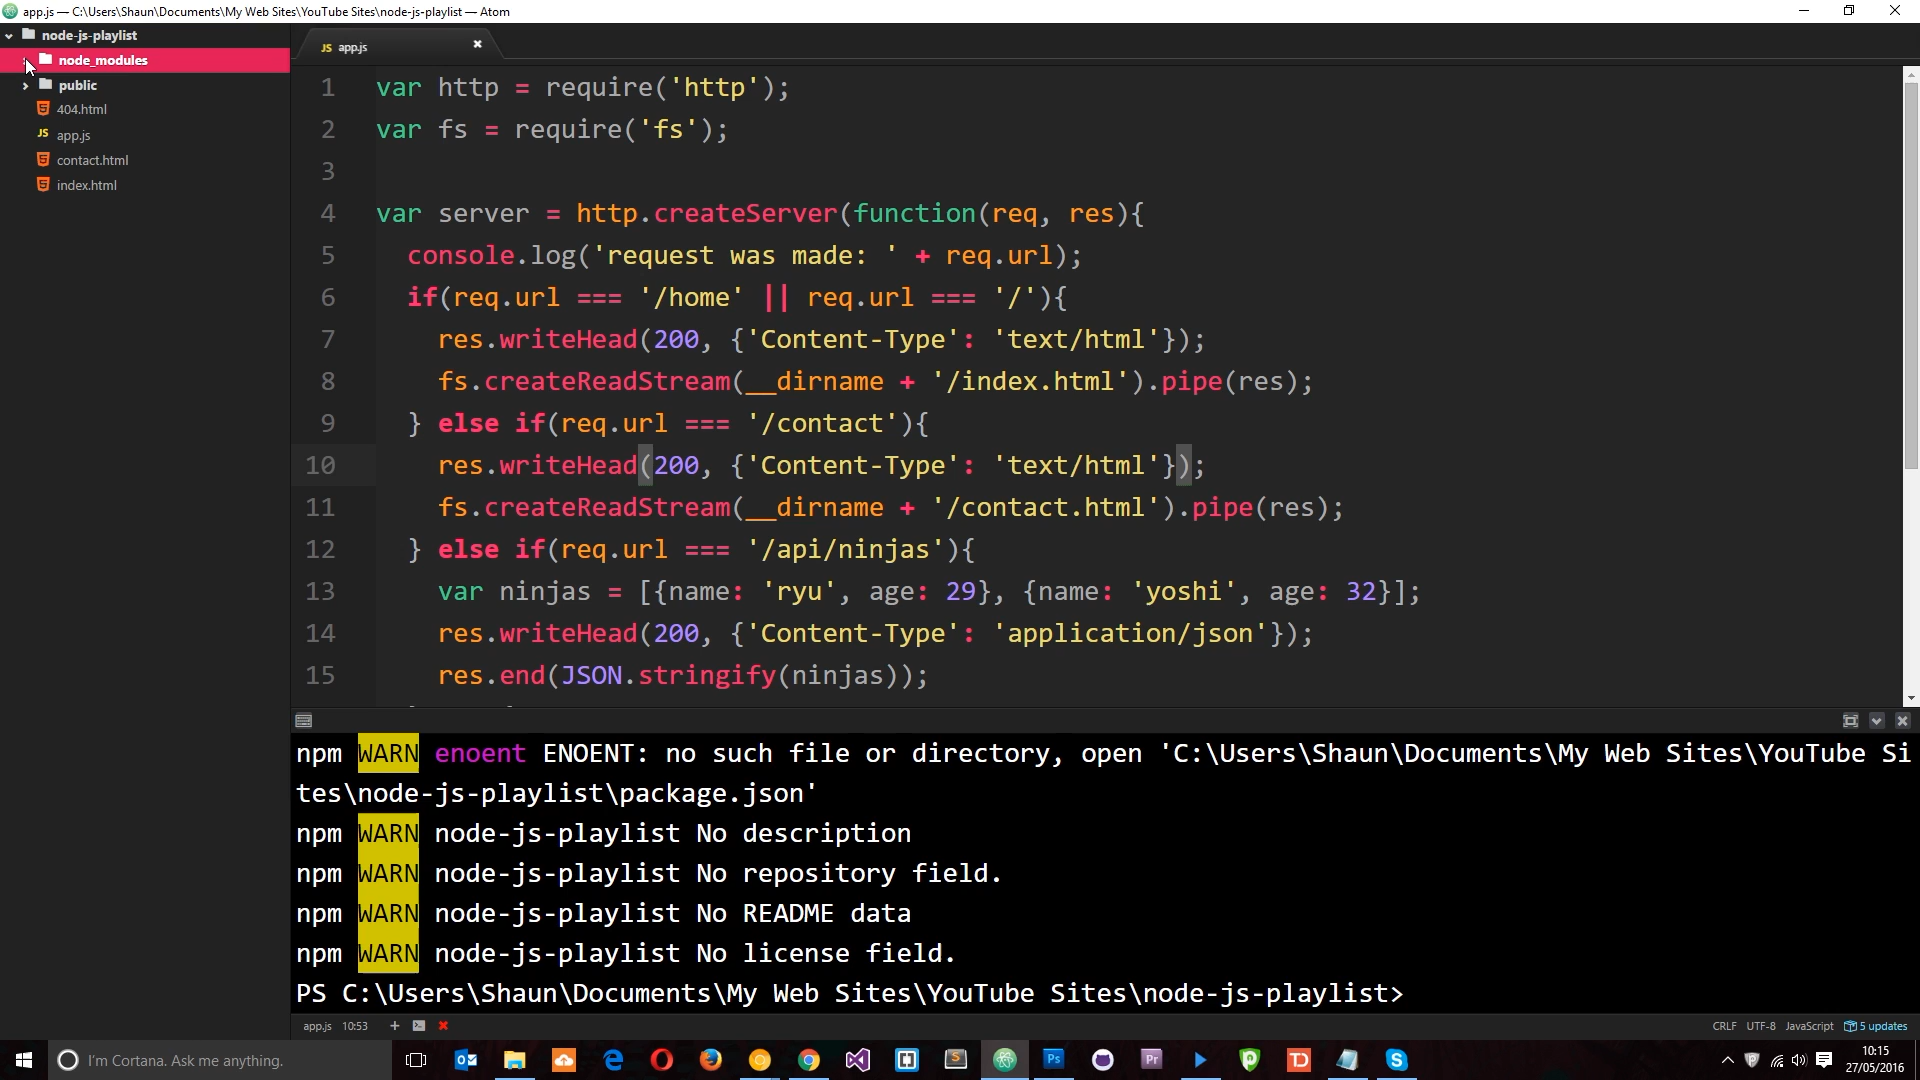 app.js — C:\Users\Shaun\Documents\My Web Sites\YouTube Sites\node-js-playlist — Atom
node-js-playlist
node_modules
public
404.html
JS app.js
contact.html
index.html
JS app.js
1 var http = require('http');
2 var fs = require('fs');
3
4 var server = http.createServer(function(req, res){
5 console.log('request was made: ' + req.url);
6 if(req.url === '/home' || req.url === '/'){
7 res.writeHead(200, {'Content-Type': 'text/html'});
8 fs.createReadStream(__dirname + '/index.html').pipe(res);
9 } else if(req.url === '/contact'){
10 res.writeHead(200, {'Content-Type': 'text/html'});
11 fs.createReadStream(__dirname + '/contact.html').pipe(res);
12 } else if(req.url === '/api/ninjas'){
13 var ninjas = [{name: 'ryu', age: 29}, {name: 'yoshi', age: 32}];
14 res.writeHead(200, {'Content-Type': 'application/json'});
15 res.end(JSON.stringify(ninjas));
npm WARN enoent ENOENT: no such file or directory, open 'C:\Users\Shaun\Documents\My Web Sites\YouTube Si
tes\node-js-playlist\package.json'
npm WARN node-js-playlist No description
npm WARN node-js-playlist No repository field.
npm WARN node-js-playlist No README data
npm WARN node-js-playlist No license field.
PS C:\Users\Shaun\Documents\My Web Sites\YouTube Sites\node-js-playlist>
app.js 10:53
CRLF UTF-8 JavaScript 5 updates
I'm Cortana. Ask me anything.
Ps
Pr
TD
10:15
27/05/2016